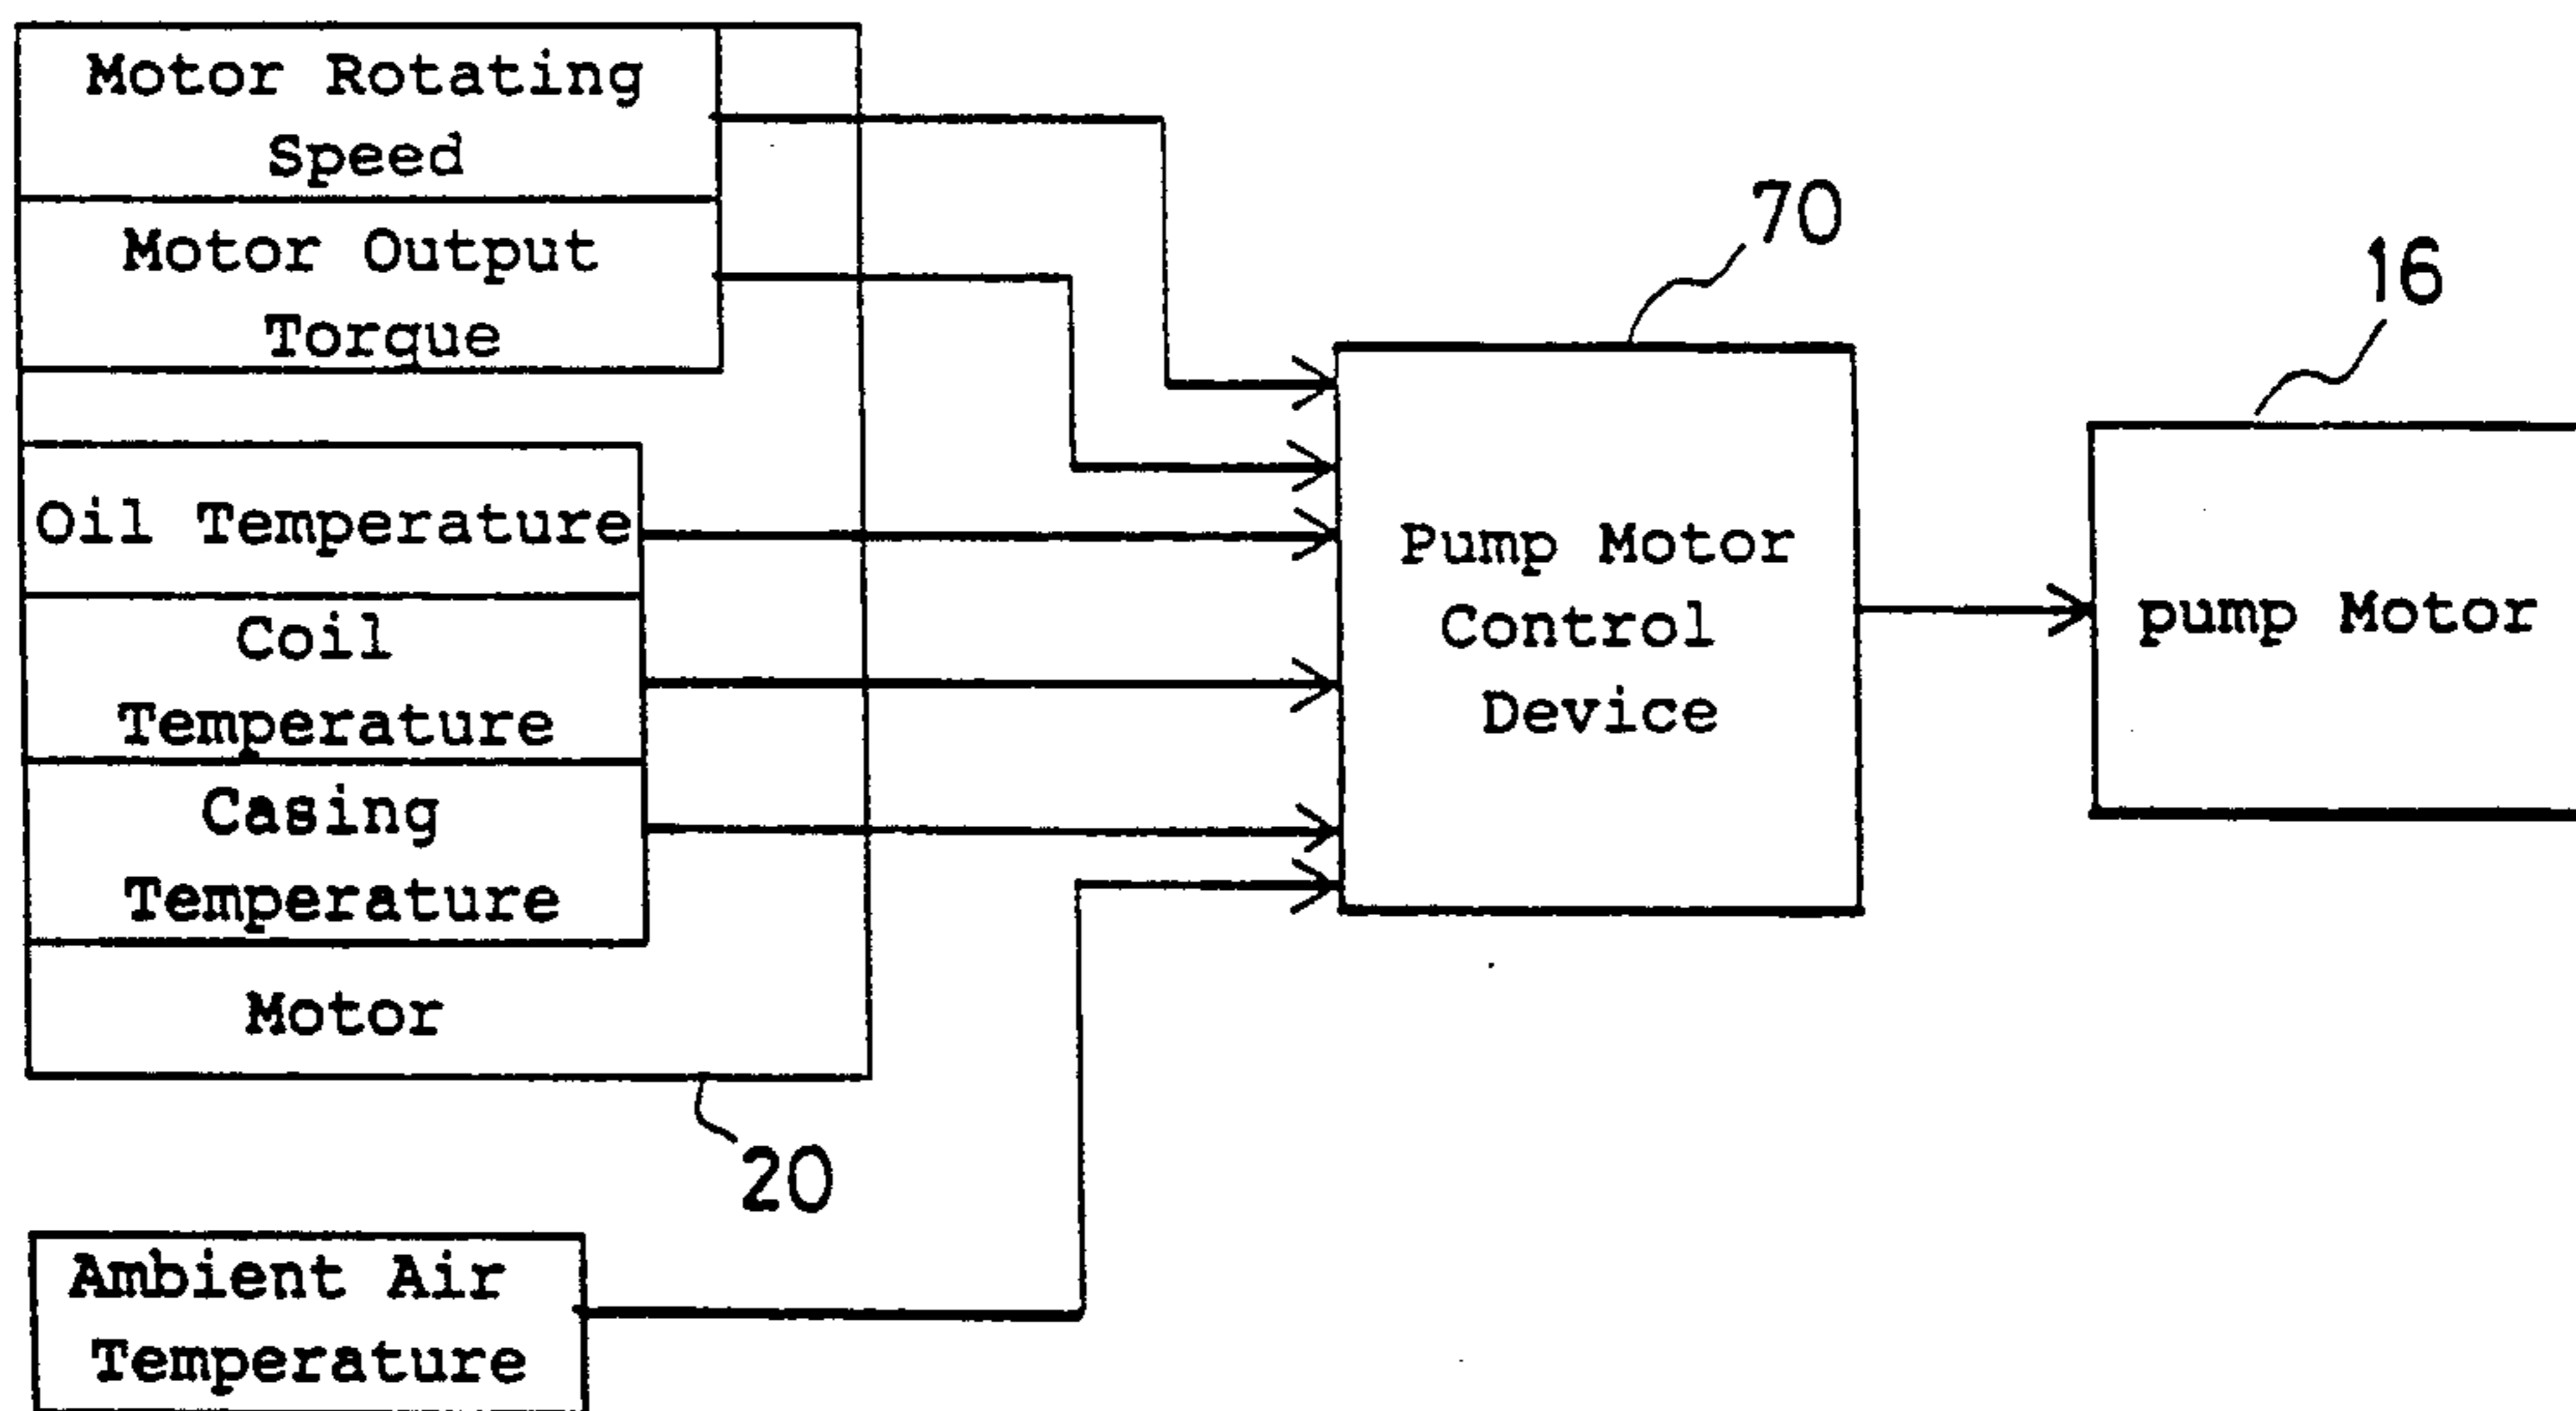 Motor Rotating
Speed
Motor Output
Torque
Oil Temperature
Coil
Temperature
Casing
Temperature
Motor
20
Ambient Air
Temperature
70
Pump Motor
Control
Device
16
pump Motor